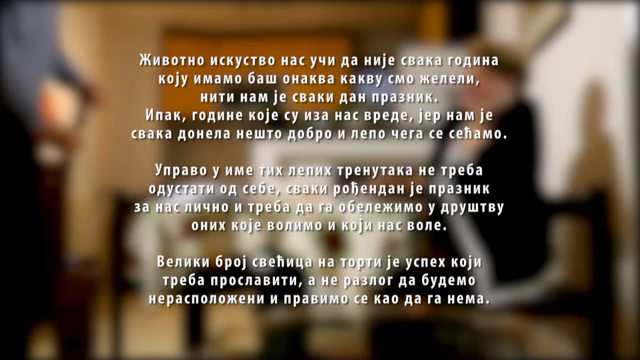 Животно искуство нас учи да није свака година
коју имамо баш онаква какву смо желели,
нити нам је сваки дан празник.
Ипак, године које су иза нас вреде, јер нам је
свака донела нешто добро и лепо чега се сећамо.
Управо у име тих лепих тренутака не треба
одустати од себе, сваки рођендан је празник
за нас лично и треба да га обележимо у друштву
оних које волимо и који нас воле.
Велики број свећица на торти је успех који
треба прославити, а не разлог да будемо
нерасположени и правимо се као да га нема.